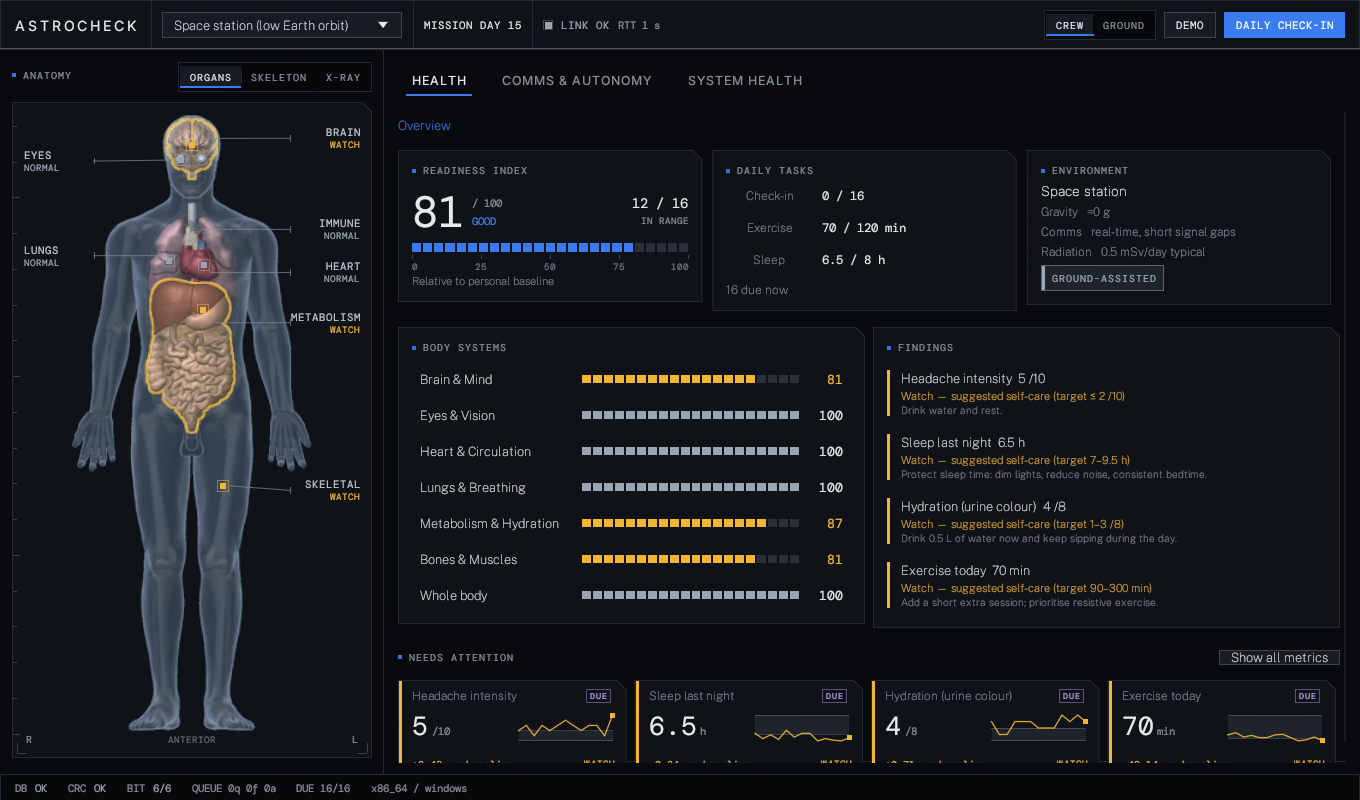 ASTROCHECK
Space station (low Earth orbit)
MISSION DAY 15
LINK OK RTT 1 s
CREW GROUND
DEMO
DAILY CHECK-IN
ANATOMY
ORGANS SKELETON X-RAY
BRAIN
WATCH
EYES
NORMAL
IMMUNE
NORMAL
LUNGS
NORMAL
HEART
NORMAL
METABOLISM
WATCH
SKELETAL
WATCH
R ANTERIOR L
HEALTH COMMS & AUTONOMY SYSTEM HEALTH
Overview
READINESS INDEX
81 / 100
GOOD
12 / 16
IN RANGE
0 25 50 75 100
Relative to personal baseline
DAILY TASKS
Check-in 0 / 16
Exercise 70 / 120 min
Sleep 6.5 / 8 h
16 due now
ENVIRONMENT
Space station
Gravity ≈0 g
Comms real-time, short signal gaps
Radiation 0.5 mSv/day typical
GROUND-ASSISTED
BODY SYSTEMS
Brain & Mind 81
Eyes & Vision 100
Heart & Circulation 100
Lungs & Breathing 100
Metabolism & Hydration 87
Bones & Muscles 81
Whole body 100
FINDINGS
Headache intensity 5 /10
Watch — suggested self-care (target ≤ 2 /10)
Drink water and rest.
Sleep last night 6.5 h
Watch — suggested self-care (target 7–9.5 h)
Protect sleep time: dim lights, reduce noise, consistent bedtime.
Hydration (urine colour) 4 /8
Watch — suggested self-care (target 1–3 /8)
Drink 0.5 L of water now and keep sipping during the day.
Exercise today 70 min
Watch — suggested self-care (target 90–300 min)
Add a short extra session; prioritise resistive exercise.
NEEDS ATTENTION
Show all metrics
Headache intensity DUE
5 /10
Sleep last night DUE
6.5 h
Hydration (urine colour) DUE
4 /8
Exercise today DUE
70 min
DB OK CRC OK BIT 6/6 QUEUE 0q 0f 0a DUE 16/16 x86_64 / windows